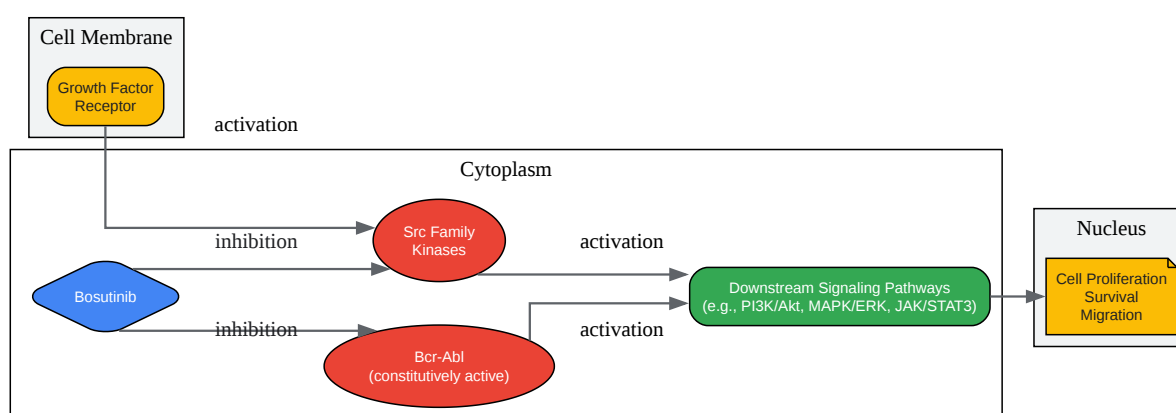 Cell Membrane
Growth Factor
Receptor
activation
Cytoplasm
Src Family
Kinases
inhibition
activation
Nucleus
Bosutinib
Downstream Signaling Pathways
(e.g., PI3K/Akt, MAPK/ERK, JAK/STAT3)
Cell Proliferation
Survival
Migration
inhibition
activation
Bcr-Abl
(constitutively active)